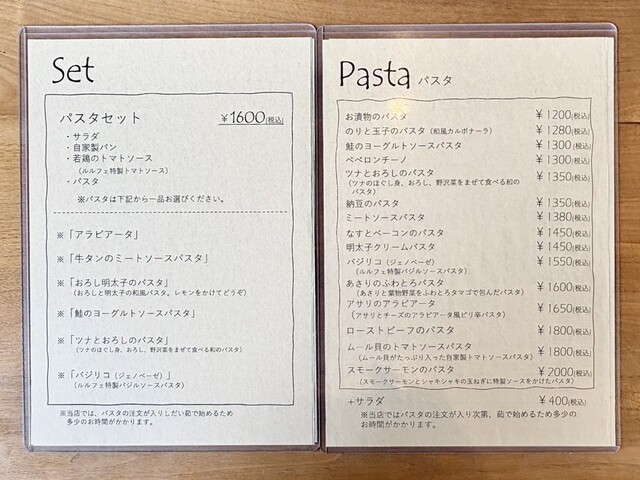 Set
パスタセット ￥1600(税込)
・サラダ
・自家製パン
・若鶏のトマトソース
（ルルフェ特製トマトソース）
・パスタ
※パスタは下記から一品お選びください。
※「アラビアータ」
※「牛タンのミートソースパスタ」
※「おろし明太子のパスタ」
（おろしと明太子の和風パスタ。レモンをかけてどうぞ）
※「鮭のヨーグルトソースパスタ」
※「ツナとおろしのパスタ」
（ツナのほぐし身、おろし、野沢菜をまぜて食べる和のパスタ）
※「バジリコ（ジェノベーゼ）」
（ルルフェ特製バジルソースパスタ）
※当店では、パスタの注文が入りしだい茹で始めるため
多少のお時間がかかります。
Pasta パスタ
お漬物のパスタ ￥1200(税込)
のりと玉子のパスタ（和風カルボナーラ） ￥1280(税込)
鮭のヨーグルトソースパスタ ￥1300(税込)
ペペロンチーノ ￥1300(税込)
ツナとおろしのパスタ ￥1350(税込)
（ツナのほぐし身、おろし、野沢菜をまぜて食べる和の
パスタ）
納豆のパスタ ￥1350(税込)
ミートソースパスタ ￥1380(税込)
なすとベーコンのパスタ ￥1450(税込)
明太子クリームパスタ ￥1450(税込)
バジリコ（ジェノベーゼ） ￥1550(税込)
（ルルフェ特製バジルソースパスタ）
あさりのふわとろパスタ ￥1600(税込)
（あさりと葉物野菜をふわとろタマゴで包んだパスタ）
アサリのアラビアータ ￥1650(税込)
（アサリとチーズのアラビアータ風ピリ辛パスタ）
ローストビーフのパスタ ￥1800(税込)
ムール貝のトマトソースパスタ ￥1800(税込)
（ムール貝がたっぷり入った自家製トマトソースパスタ）
スモークサーモンのパスタ ￥2000(税込)
（スモークサーモンとシャキシャキの玉ねぎに特製ソースをかけたパスタ）
+サラダ ￥400(税込)
※当店ではパスタの注文が入り次第、茹で始めるため多少の
お時間がかかります。